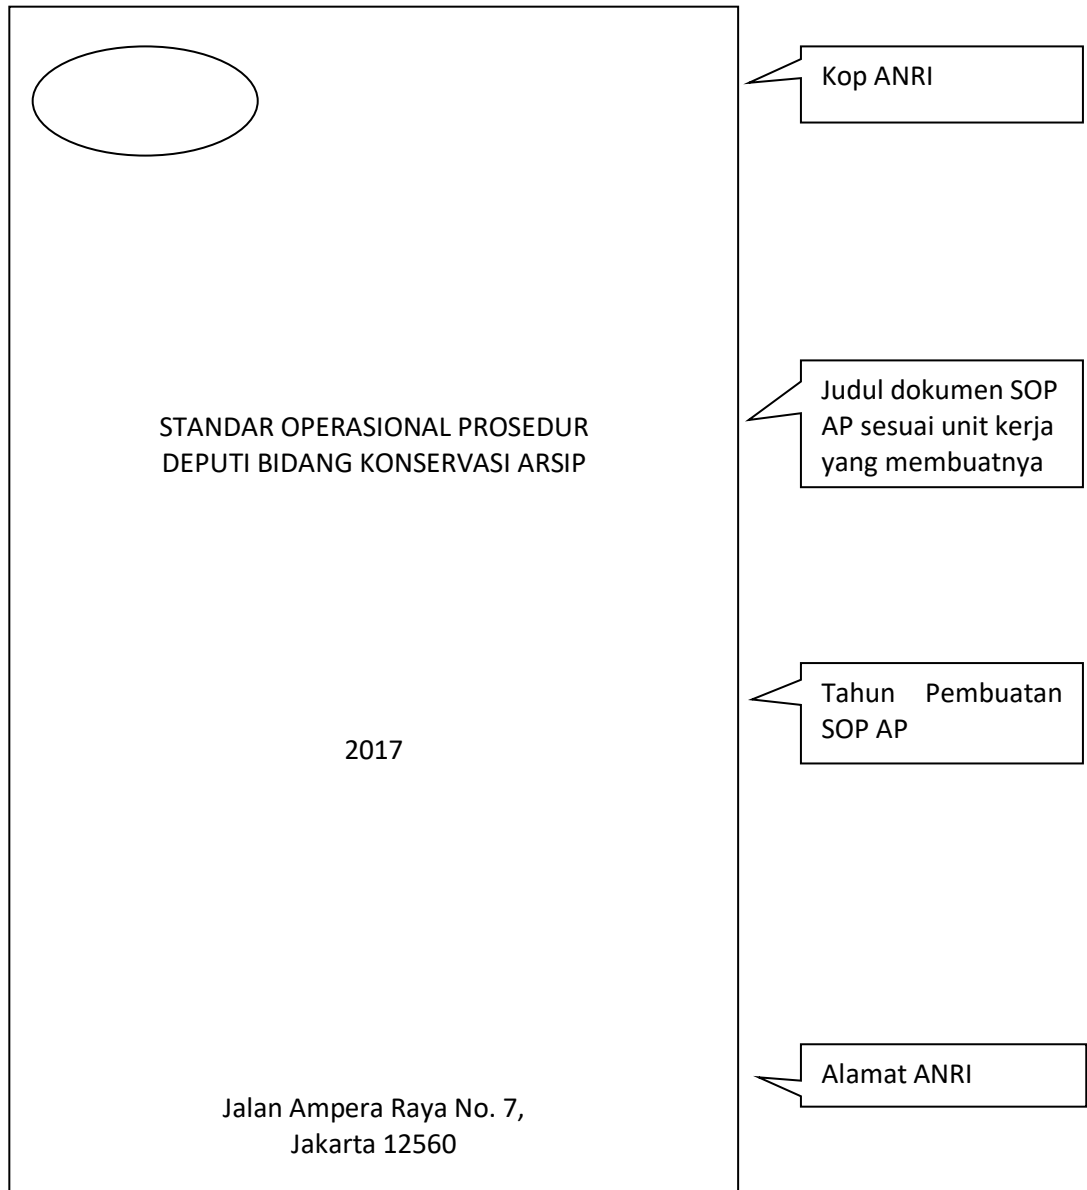 Kop ANRI
STANDAR OPERASIONAL PROSEDUR
DEPUTI BIDANG KONSERVASI ARSIP
Judul dokumen SOP
AP sesuai unit kerja
yang membuatnya
2017
Tahun Pembuatan
SOP AP
Jalan Ampera Raya No. 7,
Jakarta 12560
Alamat ANRI